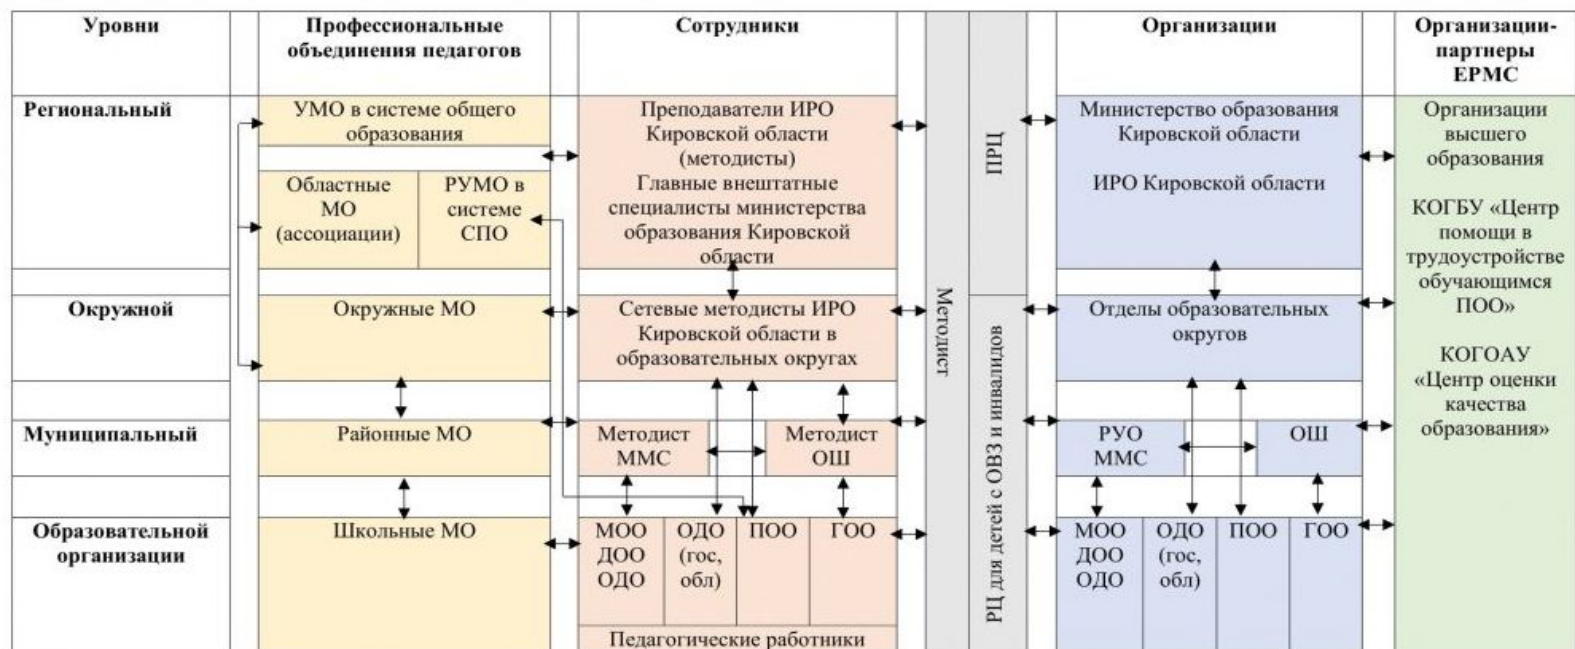 Уровни
Профессиональные
объединения педагогов
Сотрудники
Организации
Организации-
партнеры
ЕРМС
Региональный
УМО в системе общего
образования
Областные
МО
(ассоциации)
РУМО в
системе
СПО
Преподаватели ИРО
Кировской области
(методисты)
Главные внештатные
специалисты министерства
образования Кировской
области
Методист
ПРЦ
РЦ для детей с ОВЗ и инвалидов
Министерство образования
Кировской области
ИРО Кировской области
Организации
высшего
образования
КОГБУ «Центр
помощи в
трудоустройстве
обучающимся
ПОО»
КОГОАУ
«Центр оценки
качества
образования»
Окружной
Окружные МО
Сетевые методисты ИРО
Кировской области в
образовательных округах
Отделы образовательных
округов
Муниципальный
Районные МО
Методист
ММС
Методист
ОШ
РУО
ММС
ОШ
Образовательной
организации
Школьные МО
МОО
ДОО
ОДО
ОДО
(гос,
обл)
ПОО
ГОО
Педагогические работники
МОО
ДОО
ОДО
ОДО
(гос,
обл)
ПОО
ГОО